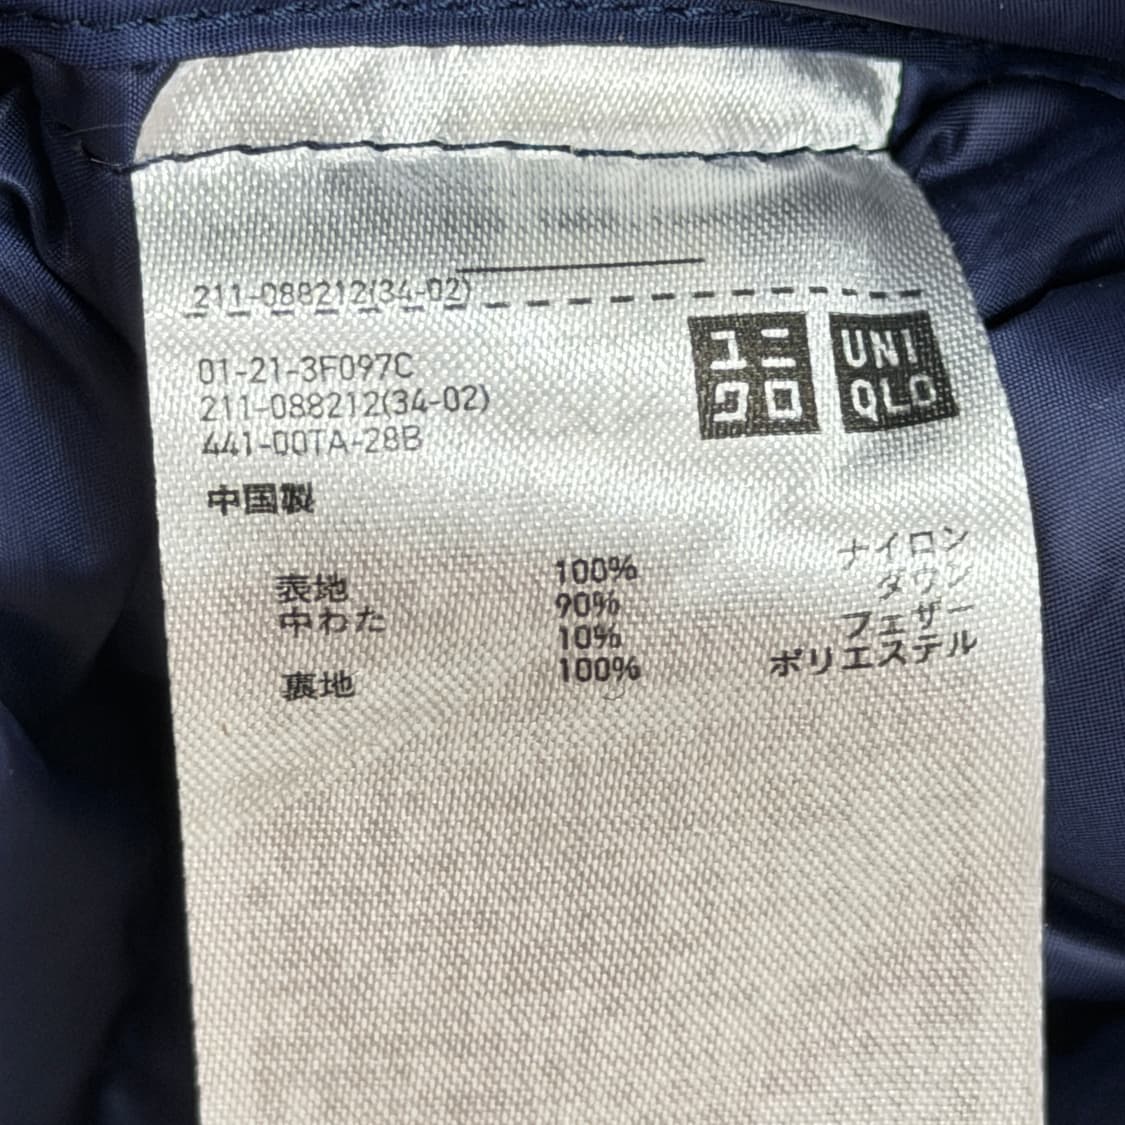 211-088212(34-02)
ユニ
クロ
UNI
QLO
01-21-3F097C
211-088212(34-02)
441-00TA-28B
中国製
表地 100% ナイロン
中わた 90% ダウン
10% フェザー
裏地 100% ポリエステル